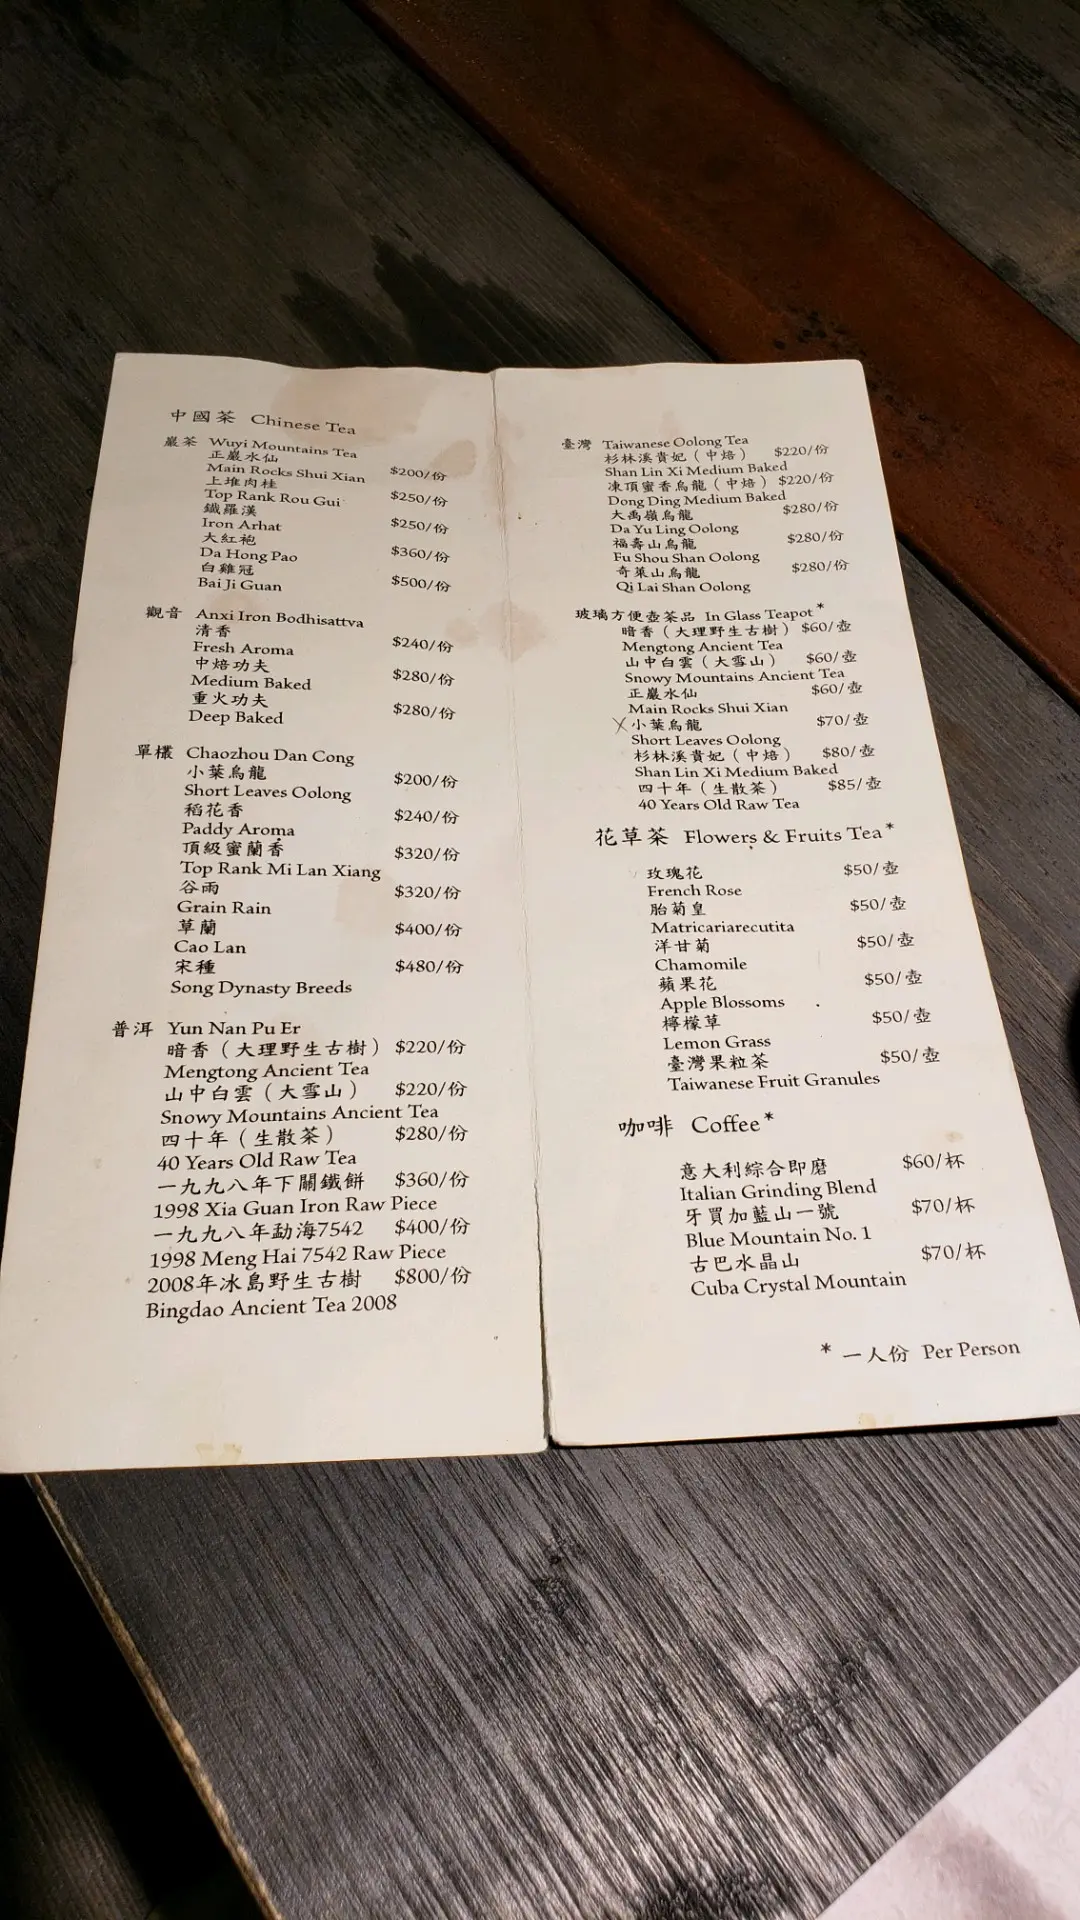 中國茶 Chinese Tea
巖茶 Wuyi Mountains Tea
正巖水仙 $200/份
Main Rocks Shui Xian
上堆肉桂 $250/份
Top Rank Rou Gui
鐵羅漢 $250/份
Iron Arhat
大紅袍 $360/份
Da Hong Pao
白雞冠 $500/份
Bai Ji Guan
觀音 Anxi Iron Bodhisattva
清香 $240/份
Fresh Aroma
中焙功夫 $280/份
Medium Baked
重火功夫 $280/份
Deep Baked
單欉 Chaozhou Dan Cong
小葉烏龍 $200/份
Short Leaves Oolong
稻花香 $240/份
Paddy Aroma
頂級蜜蘭香 $320/份
Top Rank Mi Lan Xiang
谷雨 $320/份
Grain Rain
草蘭 $400/份
Cao Lan
宋種 $480/份
Song Dynasty Breeds
普洱 Yun Nan Pu Er
暗香（大理野生古樹） $220/份
Mengtong Ancient Tea
山中白雲（大雪山） $220/份
Snowy Mountains Ancient Tea
四十年（生散茶） $280/份
40 Years Old Raw Tea
一九九八年下關鐵餅 $360/份
1998 Xia Guan Iron Raw Piece
一九九八年勐海7542 $400/份
1998 Meng Hai 7542 Raw Piece
2008年冰島野生古樹 $800/份
Bingdao Ancient Tea 2008
臺灣 Taiwanese Oolong Tea
杉林溪貴妃（中焙） $220/份
Shan Lin Xi Medium Baked
凍頂蜜香烏龍（中焙） $220/份
Dong Ding Medium Baked
大禹嶺烏龍 $280/份
Da Yu Ling Oolong
福壽山烏龍 $280/份
Fu Shou Shan Oolong
奇萊山烏龍 $280/份
Qi Lai Shan Oolong
玻璃方便壺茶品 In Glass Teapot*
暗香（大理野生古樹） $60/壺
Mengtong Ancient Tea
山中白雲（大雪山） $60/壺
Snowy Mountains Ancient Tea
正巖水仙 $60/壺
Main Rocks Shui Xian
小葉烏龍 $70/壺
Short Leaves Oolong
杉林溪貴妃（中焙） $80/壺
Shan Lin Xi Medium Baked
四十年（生散茶） $85/壺
40 Years Old Raw Tea
花草茶 Flowers & Fruits Tea*
玫瑰花 $50/壺
French Rose
胎菊皇 $50/壺
Matricariarecutita
洋甘菊 $50/壺
Chamomile
蘋果花 $50/壺
Apple Blossoms
檸檬草 $50/壺
Lemon Grass
臺灣果粒茶 $50/壺
Taiwanese Fruit Granules
咖啡 Coffee*
意大利綜合即磨 $60/杯
Italian Grinding Blend
牙買加藍山一號 $70/杯
Blue Mountain No. 1
古巴水晶山 $70/杯
Cuba Crystal Mountain
* 一人份 Per Person